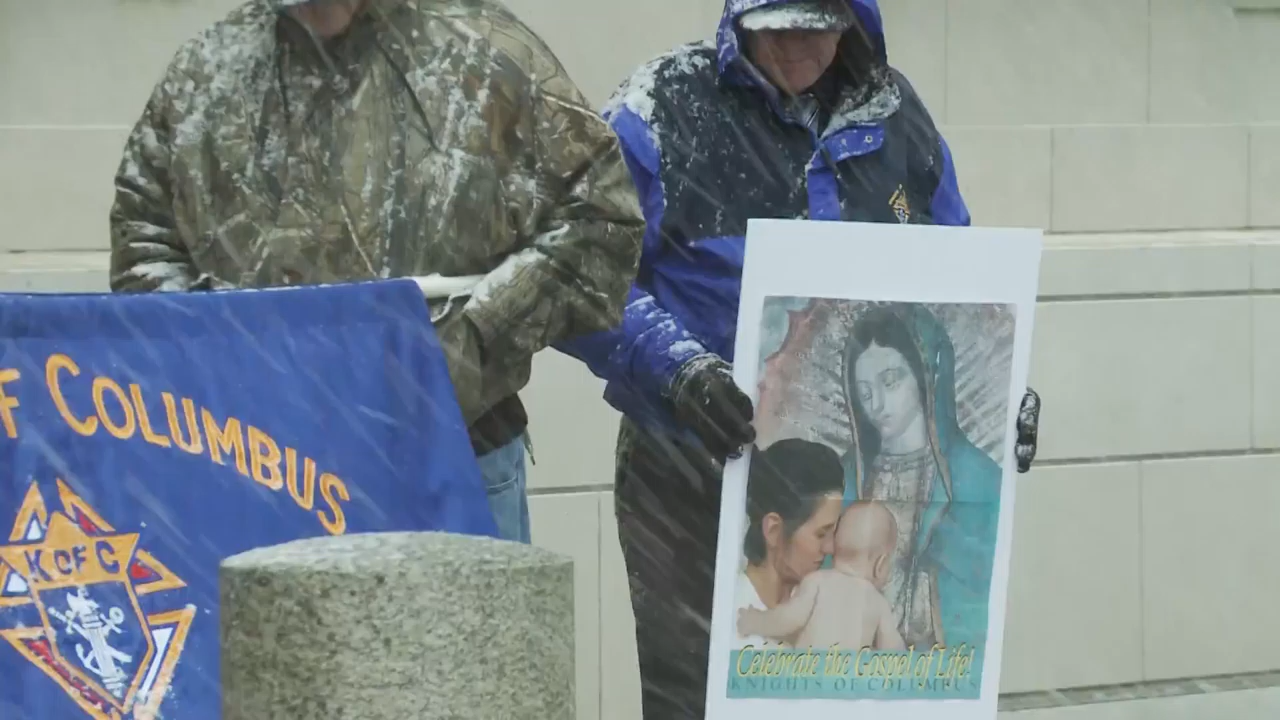 F COLUMBUS
K OF C
Celebrate the Gospel of Life!
KNIGHTS OF COLUMBUS